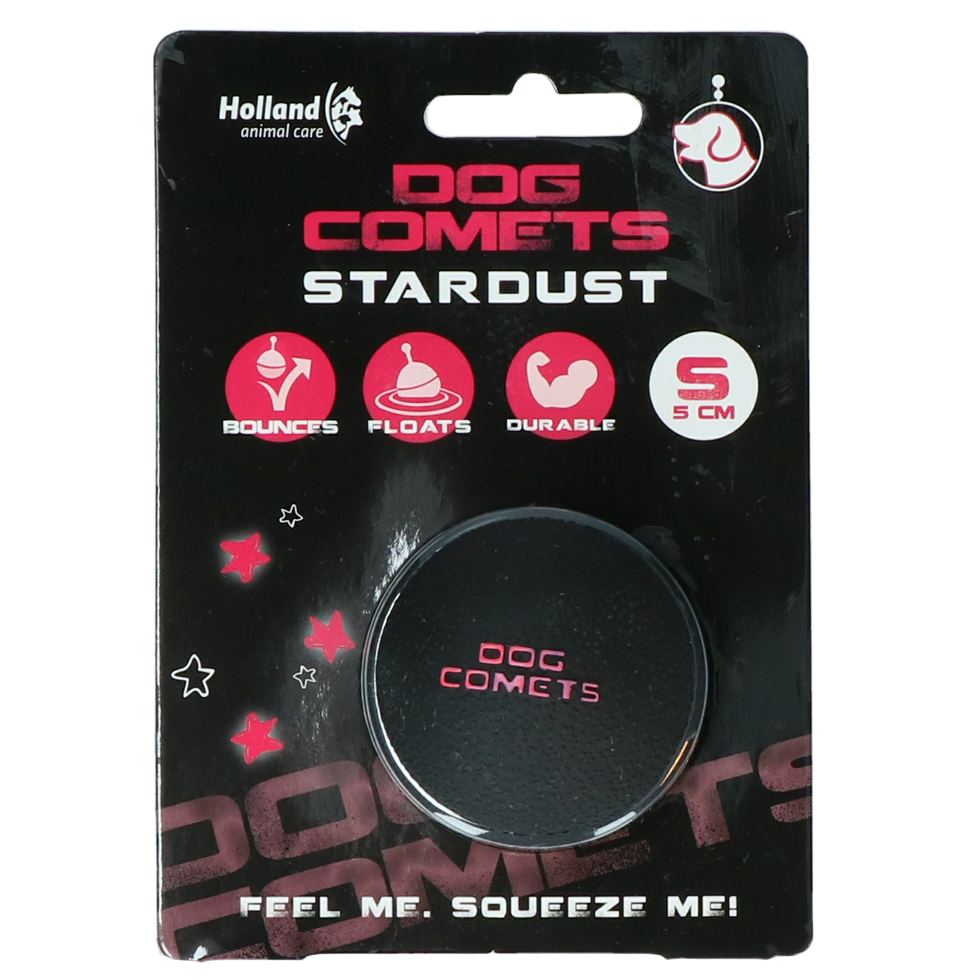 Holland
animal care
DOG
COMETS
STARDUST
BOUNCES
FLOATS
DURABLE
S
5 CM
DOG
COMETS
DOG
COMETS
FEEL ME. SQUEEZE ME!